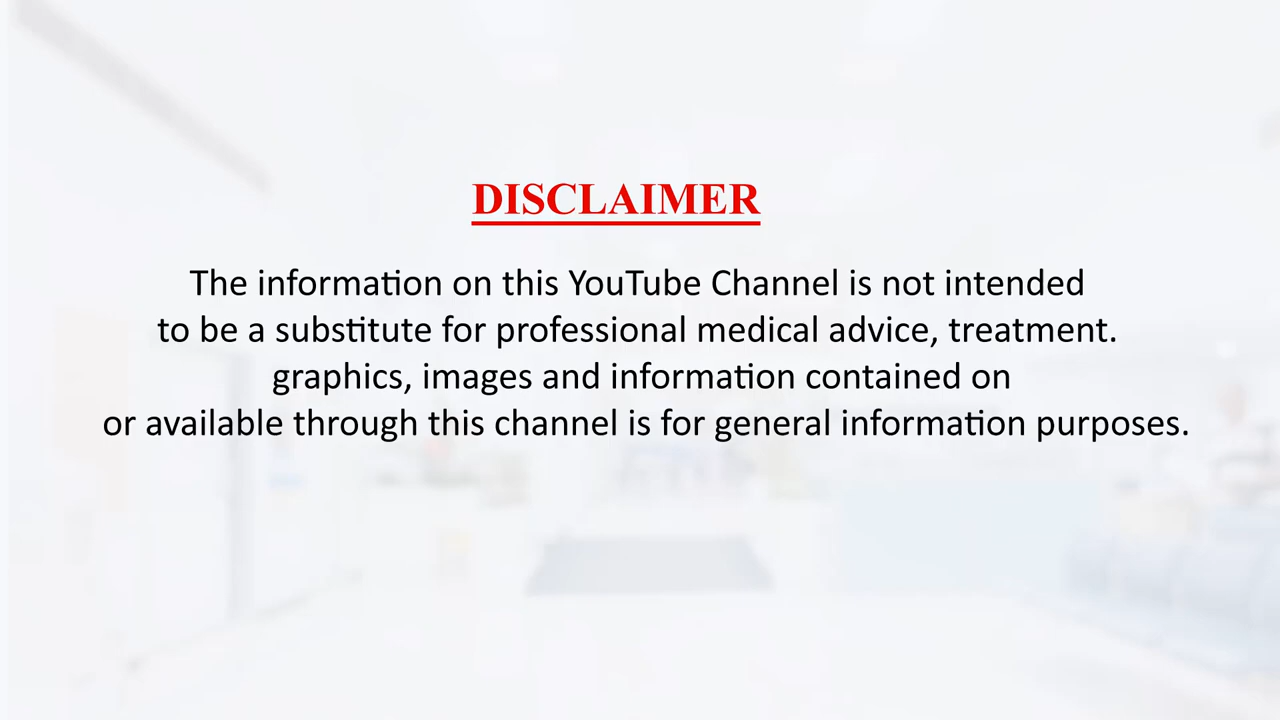 DISCLAIMER
The information on this YouTube Channel is not intended
to be a substitute for professional medical advice, treatment.
graphics, images and information contained on
or available through this channel is for general information purposes.